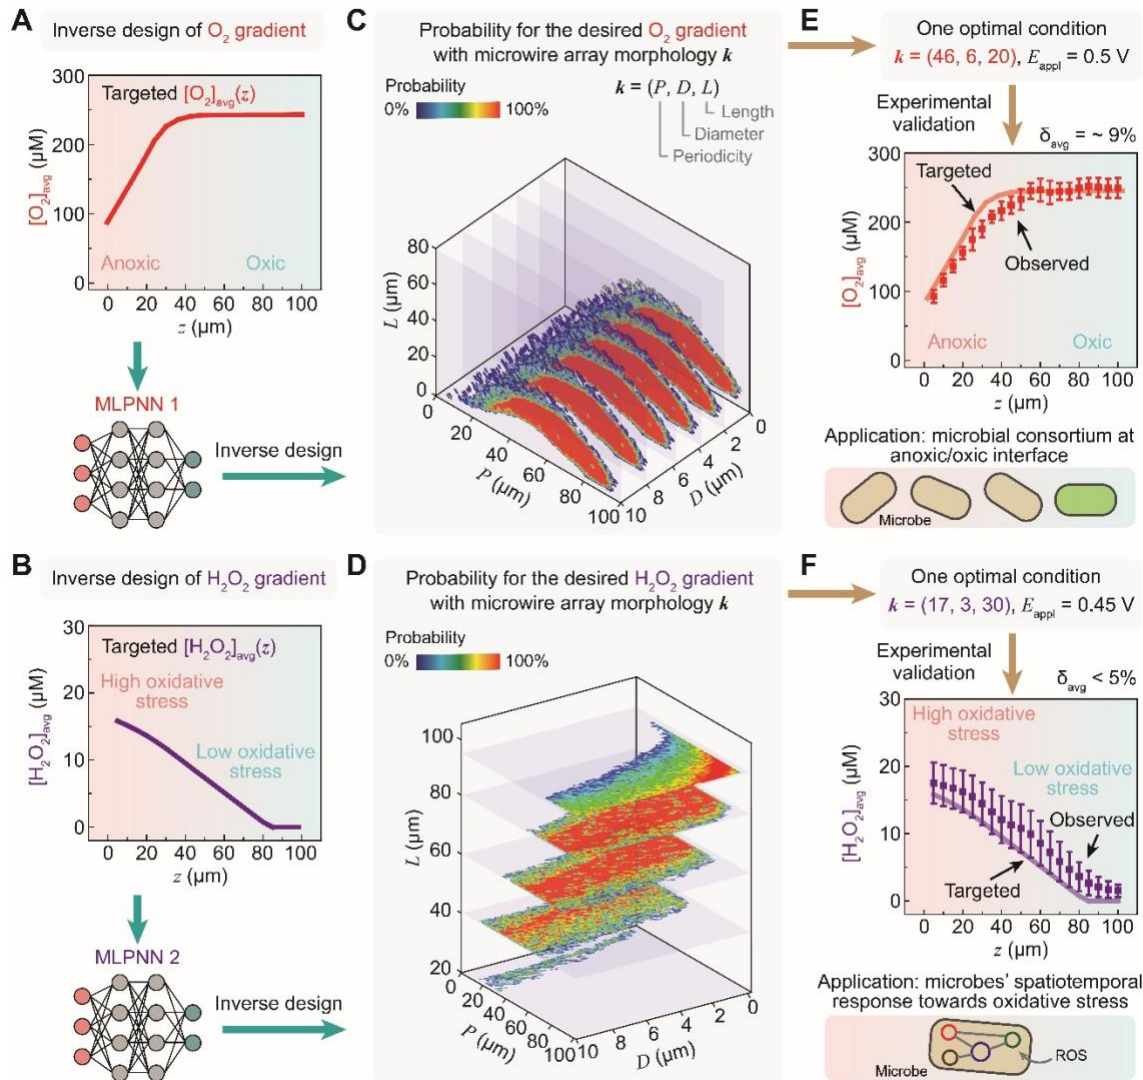 A
Inverse design of O₂ gradient
300
200
100
0
[O₂]avg (µM)
Targeted [O₂]avg(z)
Anoxic
Oxic
0 20 40 60 80 100
z (µm)
MLPNN 1
Inverse design
B
Inverse design of H₂O₂ gradient
30
20
10
0
[H₂O₂]avg (µM)
Targeted [H₂O₂]avg(z)
High oxidative
stress
Low oxidative
stress
0 20 40 60 80 100
z (µm)
MLPNN 2
Inverse design
C
Probability for the desired O₂ gradient
with microwire array morphology k
Probability
0% 100%
k = (P, D, L)
Length
Diameter
Periodicity
80
60
40
20
0
L (µm)
0 20 40 60 80 100
P (µm)
10 8 6 4 2 0
D (µm)
D
Probability for the desired H₂O₂ gradient
with microwire array morphology k
Probability
0% 100%
100
80
60
40
20
L (µm)
0 20 40 60 80 100
P (µm)
10 8 6 4 2 0
D (µm)
E
One optimal condition
k = (46, 6, 20), Eappl = 0.5 V
Experimental
validation
δavg = ~ 9%
300
200
100
0
[O₂]avg (µM)
Targeted
Observed
Anoxic
Oxic
0 20 40 60 80 100
z (µm)
Application: microbial consortium at
anoxic/oxic interface
Microbe
F
One optimal condition
k = (17, 3, 30), Eappl = 0.45 V
Experimental
validation
δavg < 5%
30
20
10
0
[H₂O₂]avg (µM)
High oxidative
stress
Low oxidative
stress
Observed
Targeted
0 20 40 60 80 100
z (µm)
Application: microbes' spatiotemporal
response towards oxidative stress
Microbe
ROS